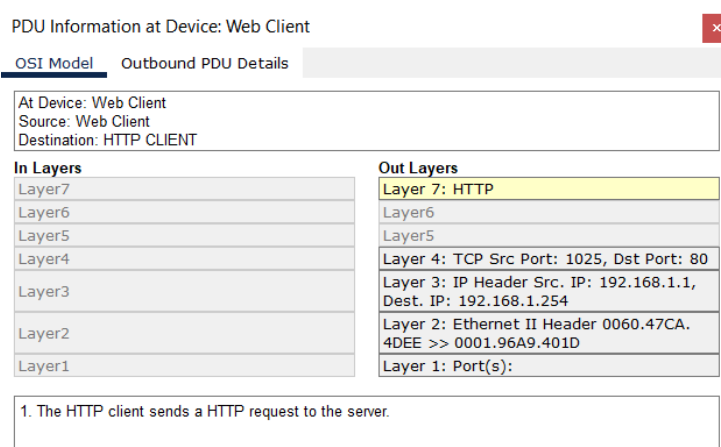 PDU Information at Device: Web Client
×
OSI Model Outbound PDU Details
At Device: Web Client
Source: Web Client
Destination: HTTP CLIENT
In Layers
Layer7
Layer6
Layer5
Layer4
Layer3
Layer2
Layer1
Out Layers
Layer 7: HTTP
Layer6
Layer5
Layer 4: TCP Src Port: 1025, Dst Port: 80
Layer 3: IP Header Src. IP: 192.168.1.1,
Dest. IP: 192.168.1.254
Layer 2: Ethernet II Header 0060.47CA.
4DEE >> 0001.96A9.401D
Layer 1: Port(s):
1. The HTTP client sends a HTTP request to the server.